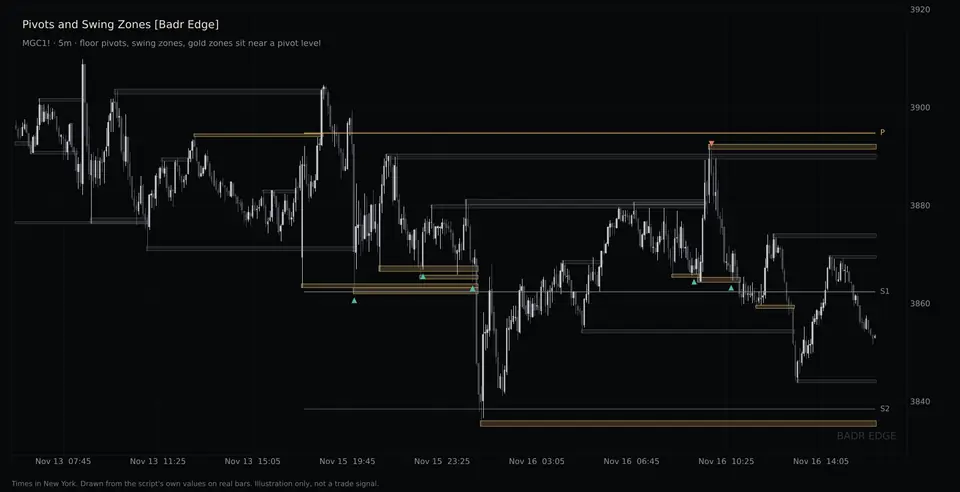 Pivots and Swing Zones [Badr Edge]
MGC1! · 5m · floor pivots, swing zones, gold zones sit near a pivot level
3920
3900
P
3880
S1
3860
3840
S2
BADR EDGE
Nov 13 07:45 Nov 13 11:25 Nov 13 15:05 Nov 15 19:45 Nov 15 23:25 Nov 16 03:05 Nov 16 06:45 Nov 16 10:25 Nov 16 14:05
Times in New York. Drawn from the script's own values on real bars. Illustration only, not a trade signal.